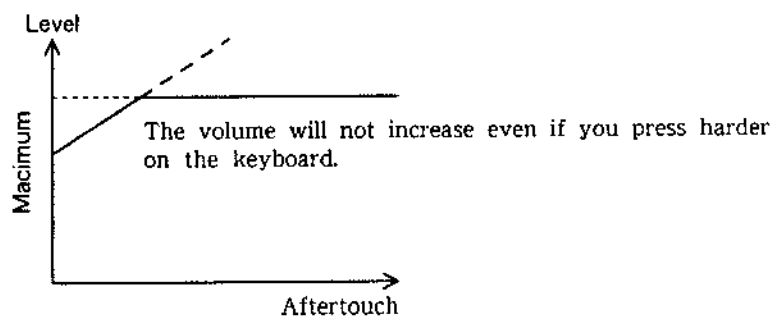 Level
Macimum
The volume will not increase even if you press harder
on the keyboard.
Aftertouch